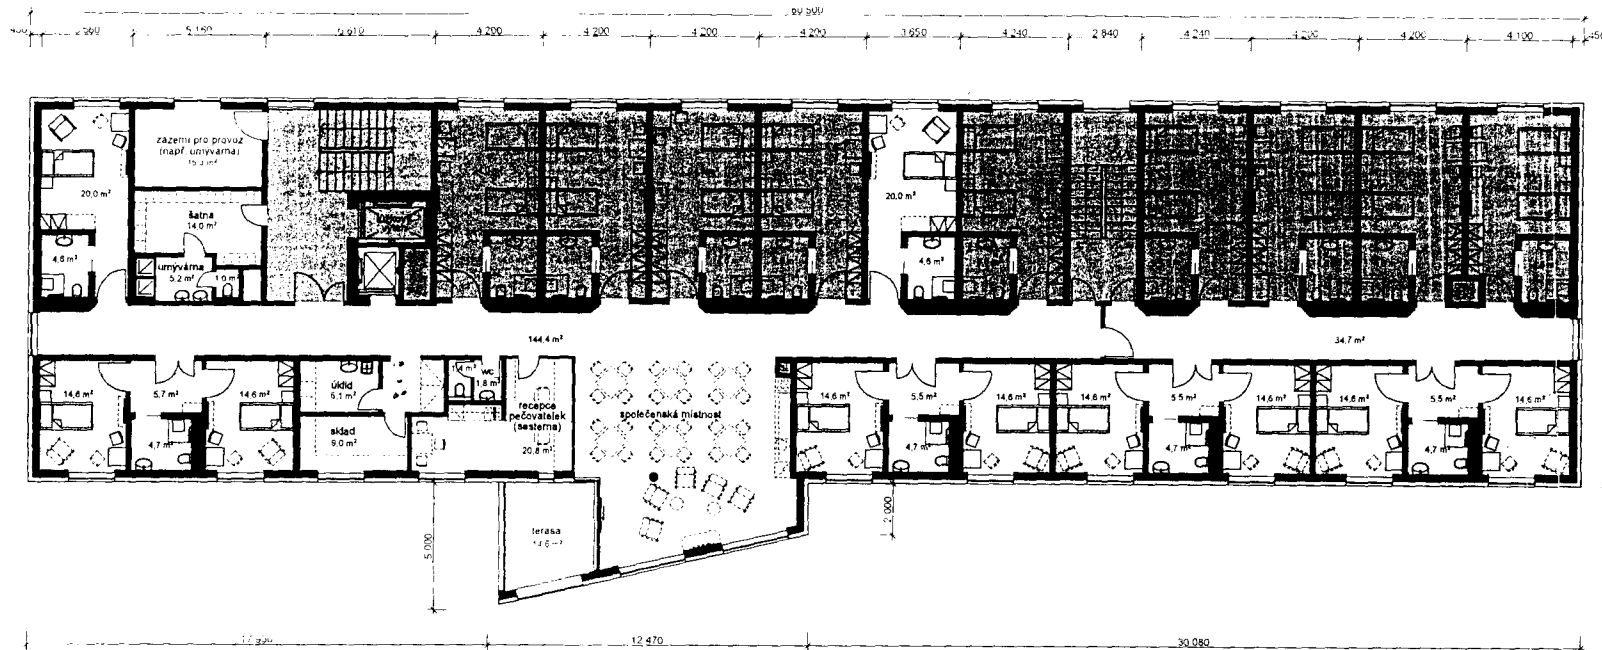 60 500
5 160
4 200
4 200
4 200
4 200
3 650
4 240
2 840
4 240
4 200
4 200
4 100
zázemí pro provoz
(např. umývárna)
20,0 m²
šatna
14,0 m²
4,6 m²
umývárna
5,2 m²
1,0 m²
20,0 m²
4,6 m²
144,4 m²
34,7 m²
14,6 m²
5,7 m²
14,6 m²
4,7 m²
úklid
6,1 m²
sklad
9,0 m²
wc
1,8 m²
recepce
pečovatelek
(sesterna)
20,8 m²
společenská místnost
14,6 m²
5,5 m²
14,6 m²
4,7 m²
14,6 m²
5,5 m²
14,6 m²
4,7 m²
14,6 m²
5,5 m²
14,6 m²
4,7 m²
terasa
14,6 m²
5 000
2 000
12 470
30 080